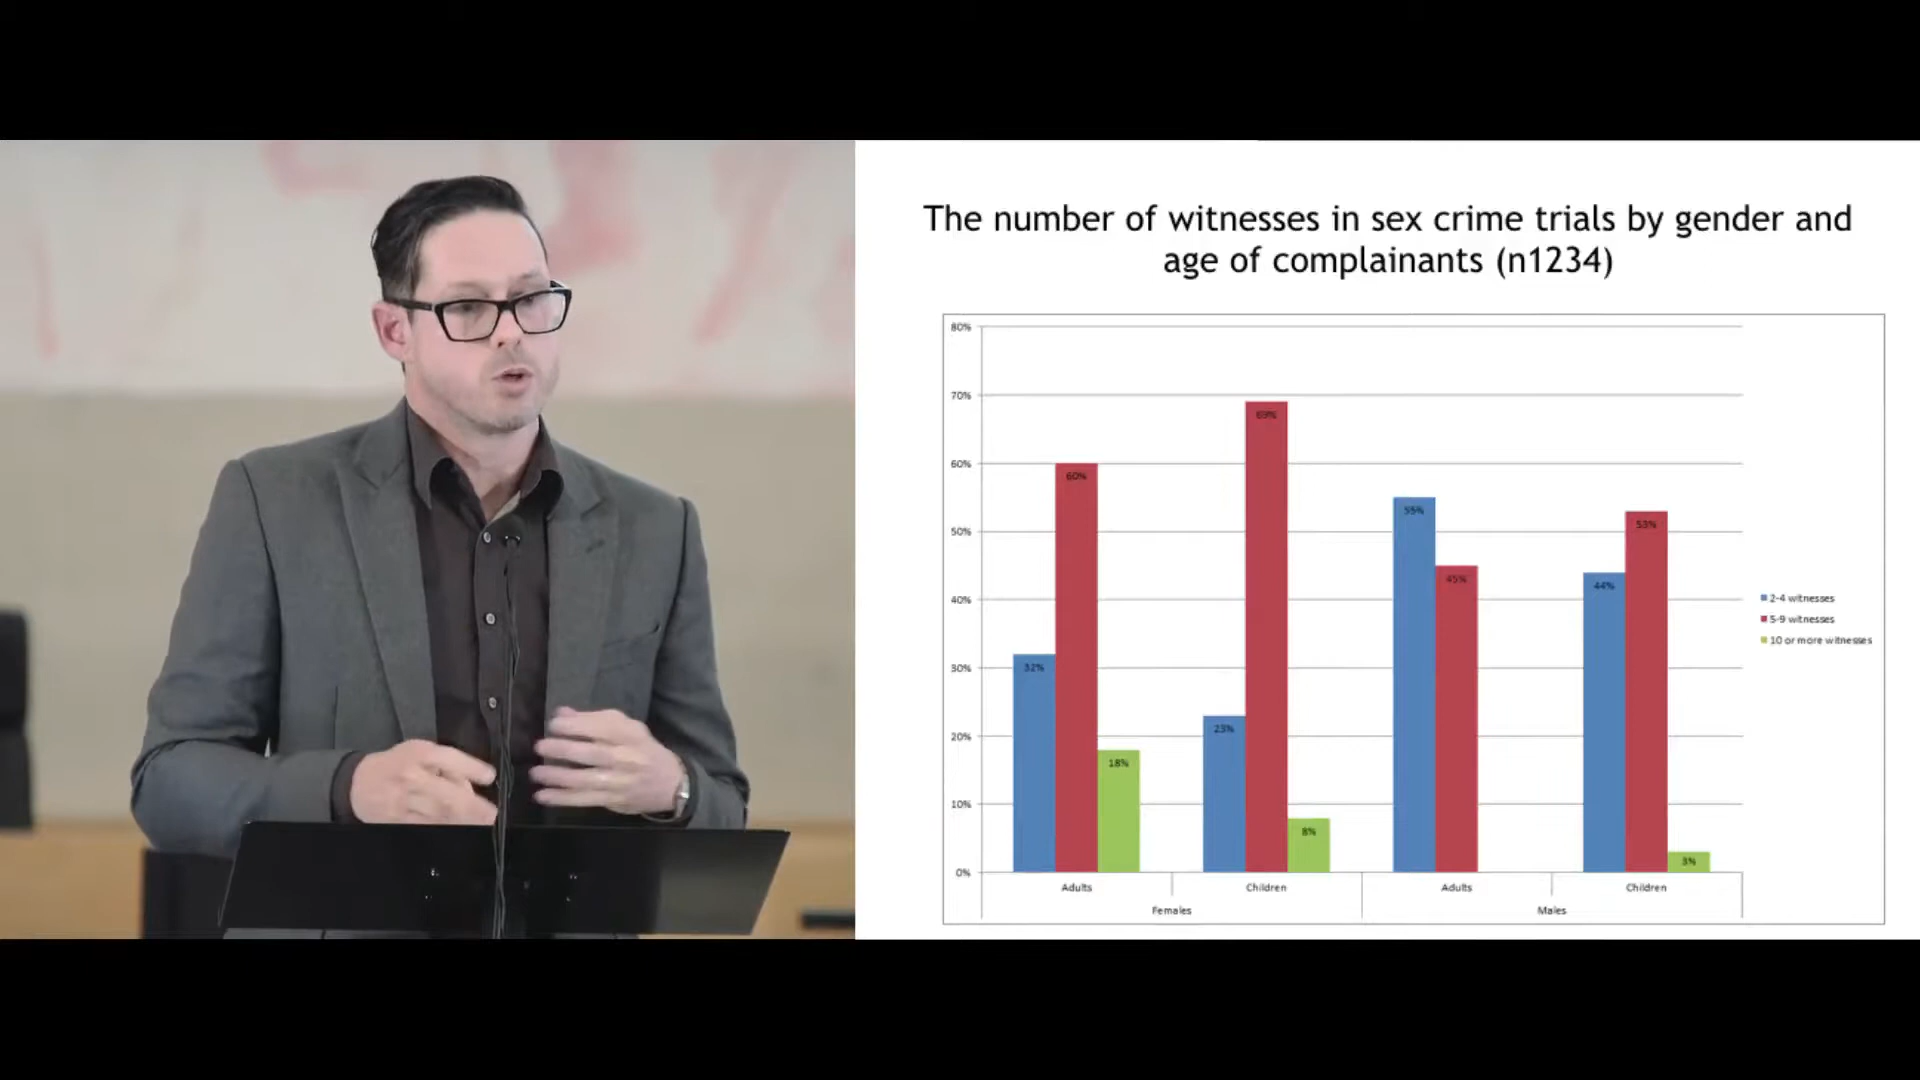 The number of witnesses in sex crime trials by gender and
age of complainants (n1234)
80%
70%
60%
50%
40%
30%
20%
10%
0%
32%
60%
18%
23%
69%
8%
55%
45%
44%
53%
3%
2-4 witnesses
5-9 witnesses
10 or more witnesses
Adults
Children
Adults
Children
Females
Males